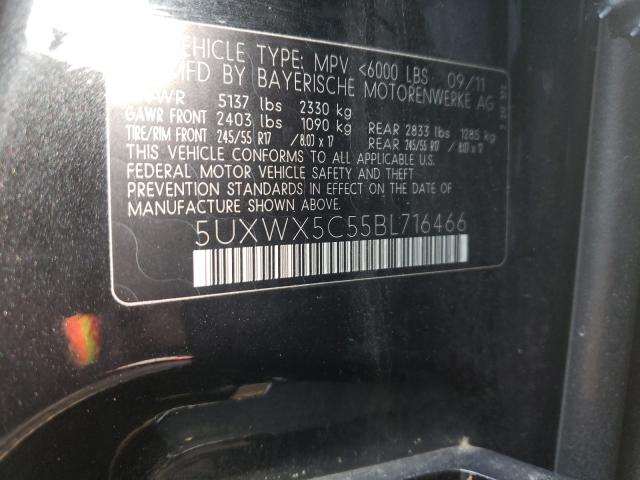 VEHICLE TYPE: MPV <6000 LBS 09/11
MFD BY BAYERISCHE MOTORENWERKE AG
5137 lbs 2330 kg
GAWR FRONT 2403 lbs 1090 kg REAR 2833 lbs 1285 kg
TIRE/RIM FRONT 245/55 R17 / 8.0J x 17 REAR 245/55 R17 / 8.0J x 17
THIS VEHICLE CONFORMS TO ALL APPLICABLE U.S.
FEDERAL MOTOR VEHICLE SAFETY AND THEFT
PREVENTION STANDARDS IN EFFECT ON THE DATE
OF MANUFACTURE SHOWN ABOVE.
5UXWX5C55BL716466